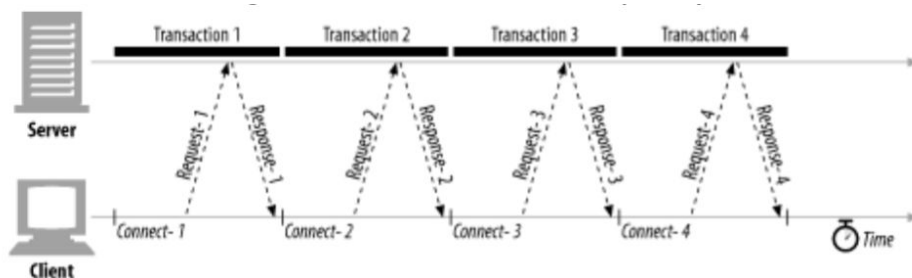 Transaction 1 Transaction 2 Transaction 3 Transaction 4
Server
Request- 1 Response- 1 Request- 2 Response- 2 Request- 3 Response- 3 Request- 4 Response- 4
Connect- 1 Connect- 2 Connect- 3 Connect- 4 Time
Client